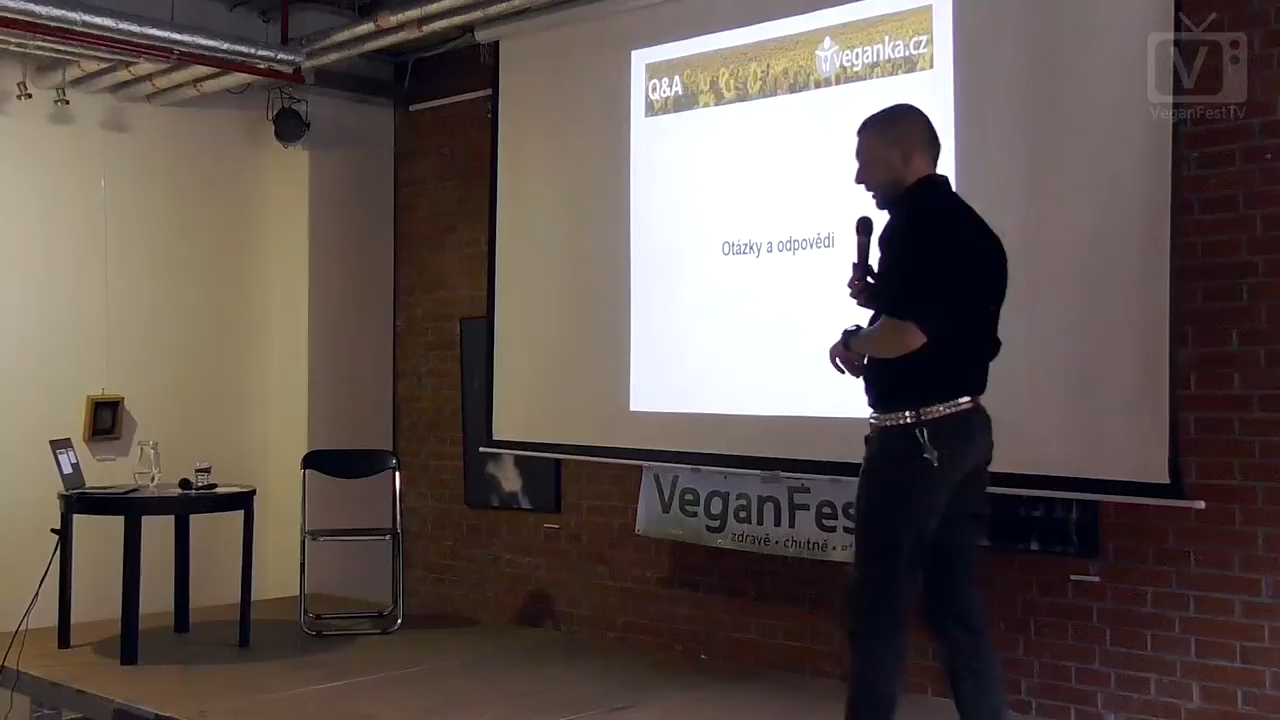 Q&A
veganka.cz
V
VeganFestTV
Otázky a odpovědi
VeganFes
zdravě • chutně •